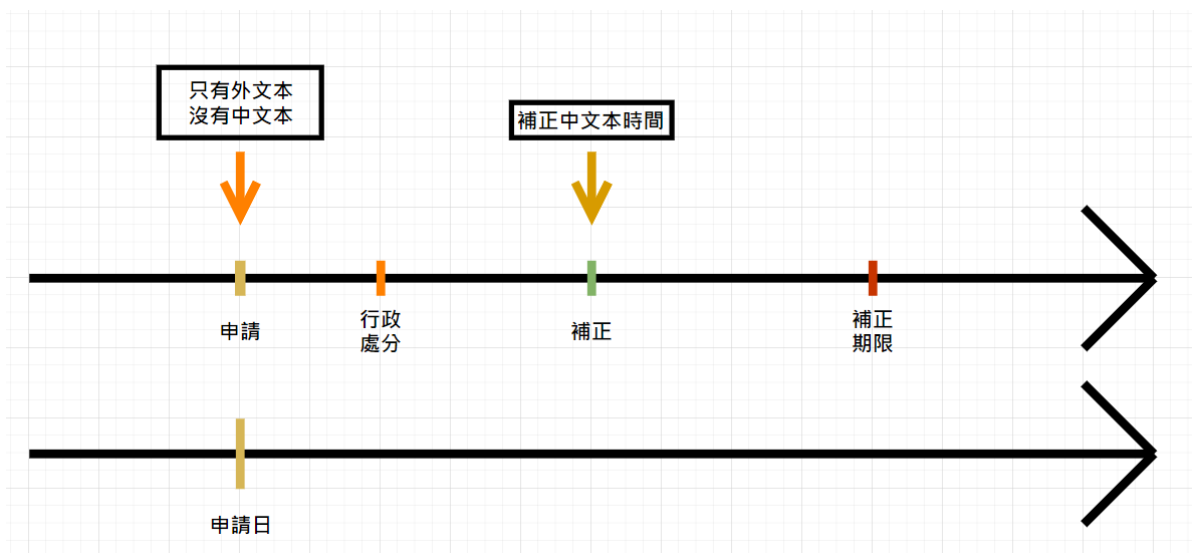 只有外文本
沒有中文本
補正中文本時間
申請
行政
處分
補正
補正
期限
申請日